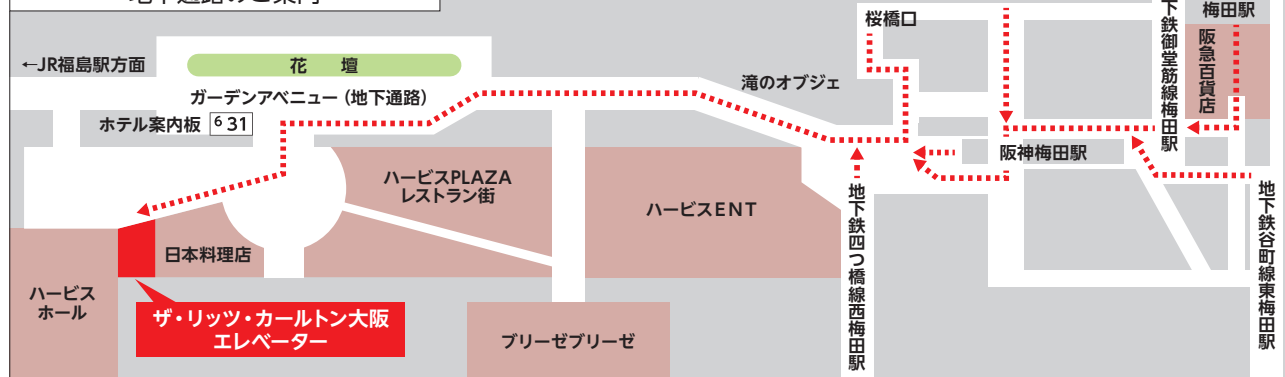 地下通路のご案内
←JR福島駅方面
花 壇
ガーデンアベニュー(地下通路)
ホテル案内板 6 31
滝のオブジェ
桜橋口
下鉄御堂筋線梅田駅
梅田駅
阪急百貨店
阪神梅田駅
ハービスPLAZA
レストラン街
ハービスENT
地下鉄四つ橋線西梅田駅
地下鉄谷町線東梅田駅
日本料理店
ハービス
ホール
ザ・リッツ・カールトン大阪
エレベーター
ブリーゼブリーゼ